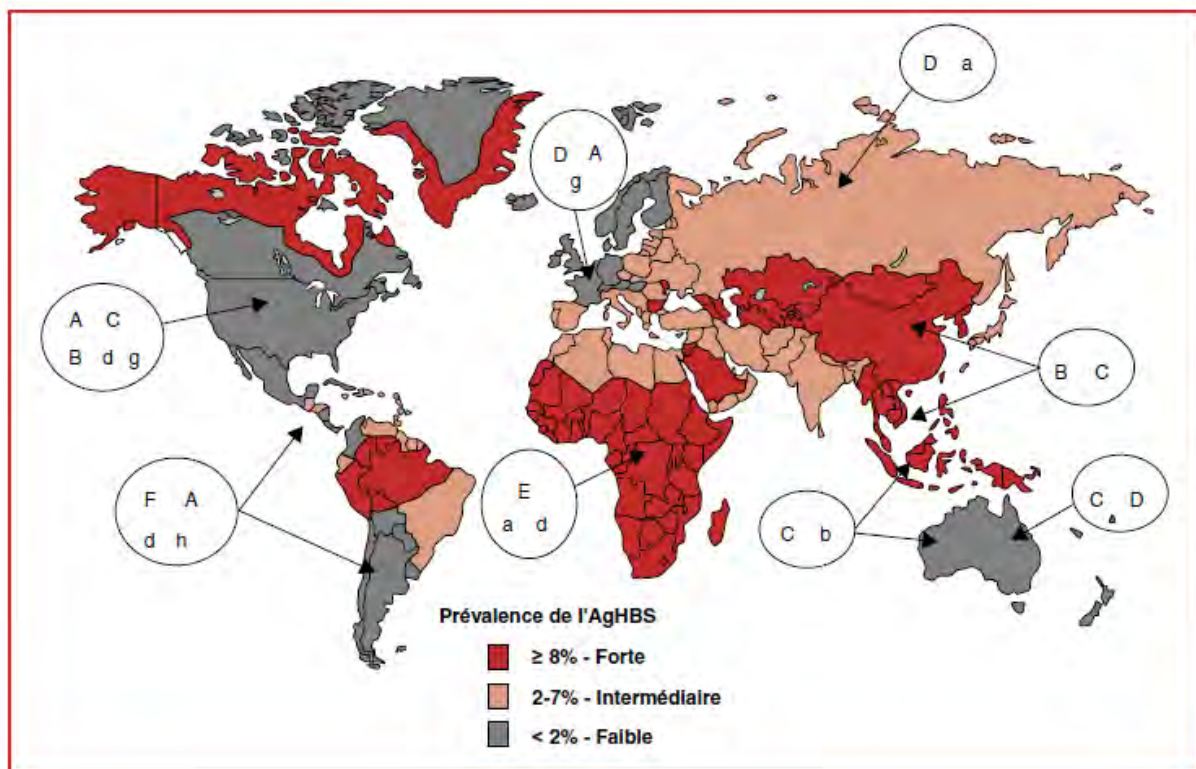 D a
D A
g
A C
B d g
B C
F A
d h
E
a d
C b
C D
Prévalence de l'AgHBS
≥ 8% - Forte
2-7% - Intermédiaire
< 2% - Faible